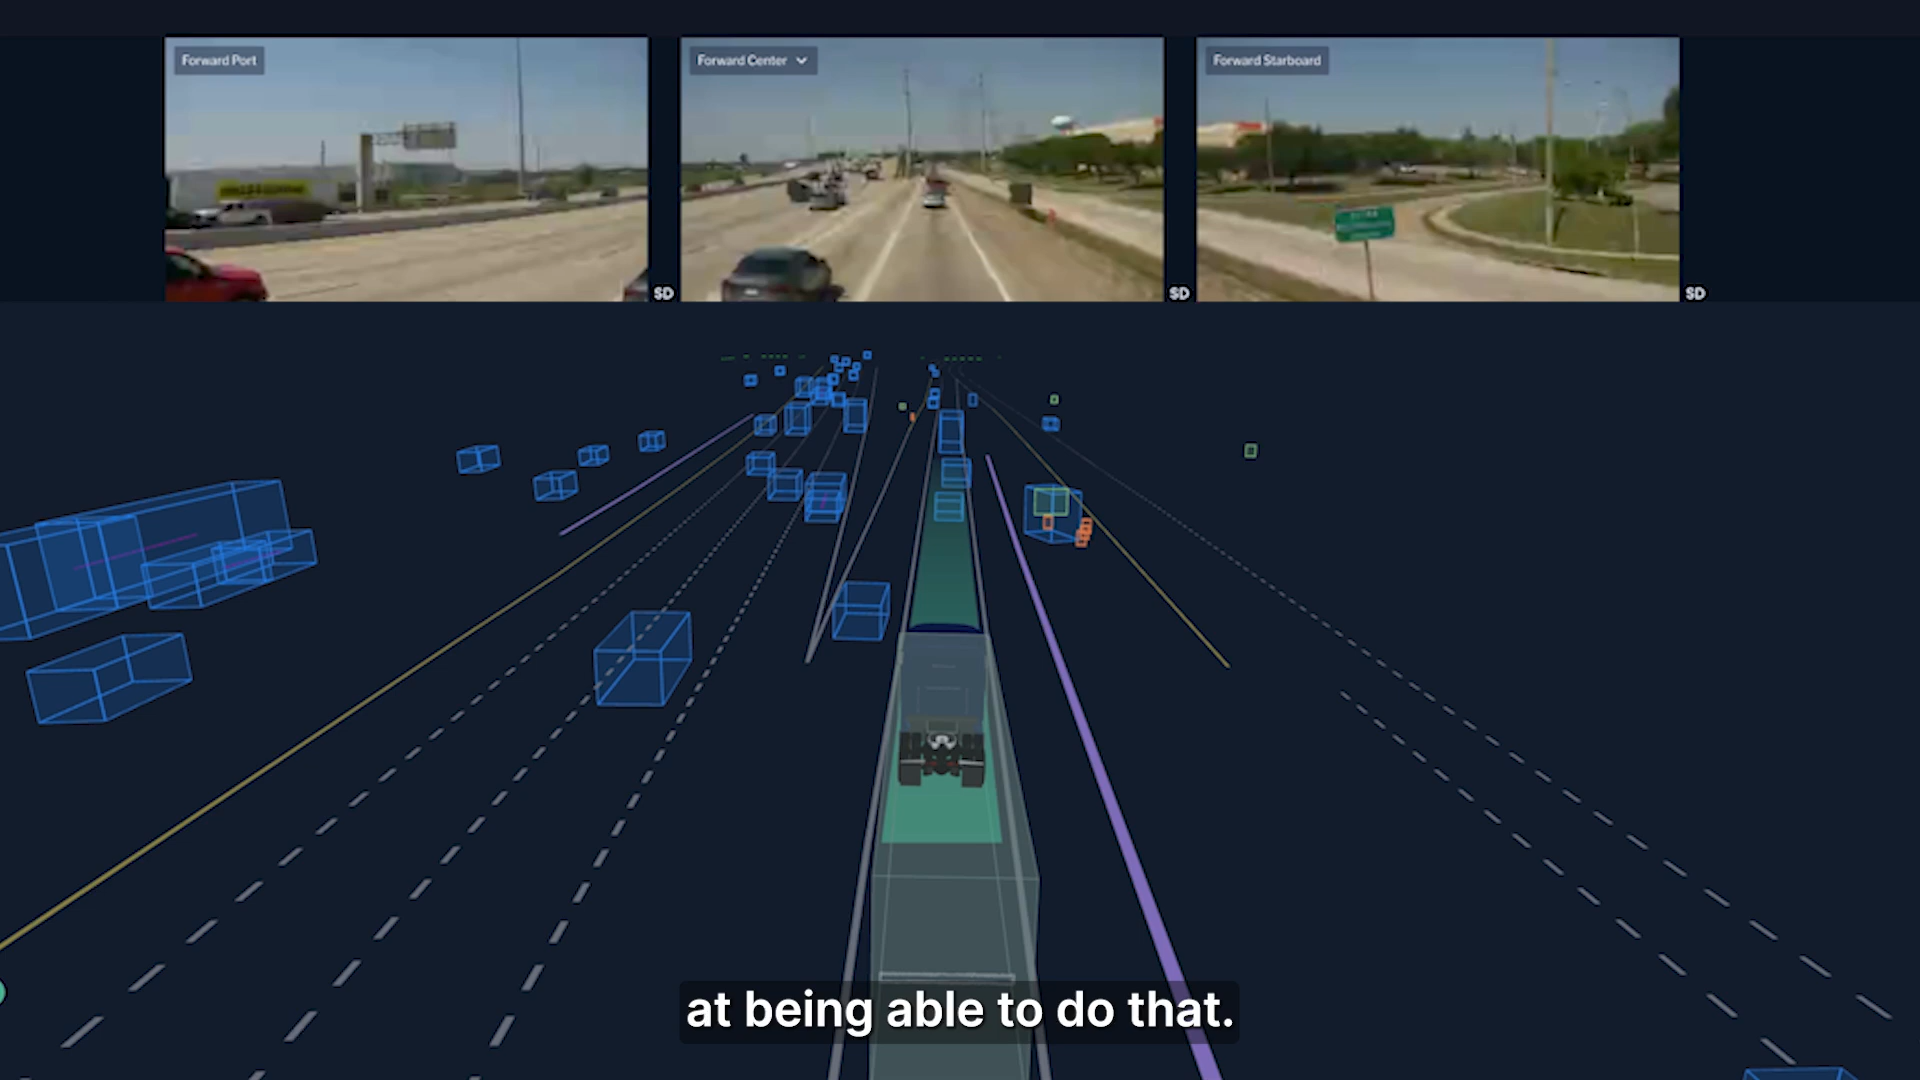 Forward Port
Forward Center
Forward Starboard
SD
SD
SD
at being able to do that.